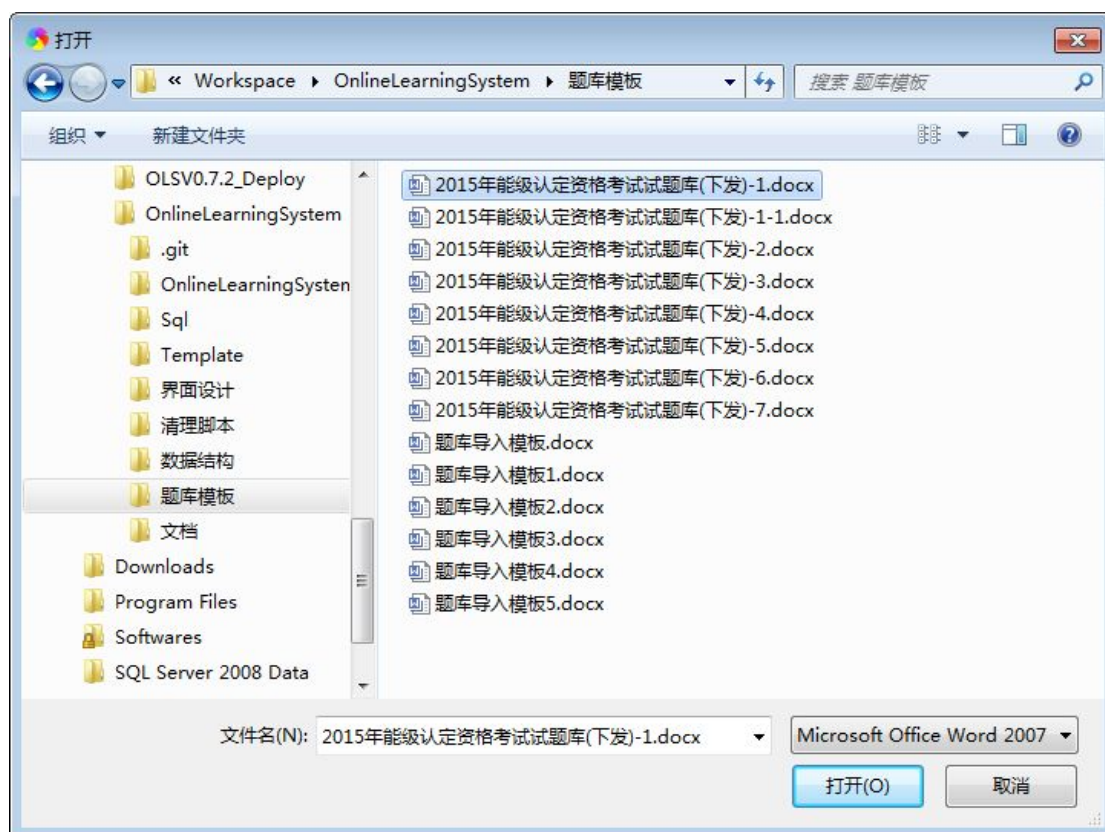 打开
« Workspace ▸ OnlineLearningSystem ▸ 题库模板
搜索 题库模板
组织
新建文件夹
OLSV0.7.2_Deploy
OnlineLearningSystem
.git
OnlineLearningSysten
Sql
Template
界面设计
清理脚本
数据结构
题库模板
文档
Downloads
Program Files
Softwares
SQL Server 2008 Data
2015年能级认定资格考试试题库(下发)-1.docx
2015年能级认定资格考试试题库(下发)-1-1.docx
2015年能级认定资格考试试题库(下发)-2.docx
2015年能级认定资格考试试题库(下发)-3.docx
2015年能级认定资格考试试题库(下发)-4.docx
2015年能级认定资格考试试题库(下发)-5.docx
2015年能级认定资格考试试题库(下发)-6.docx
2015年能级认定资格考试试题库(下发)-7.docx
题库导入模板.docx
题库导入模板1.docx
题库导入模板2.docx
题库导入模板3.docx
题库导入模板4.docx
题库导入模板5.docx
文件名(N): 2015年能级认定资格考试试题库(下发)-1.docx
Microsoft Office Word 2007
打开(O)
取消